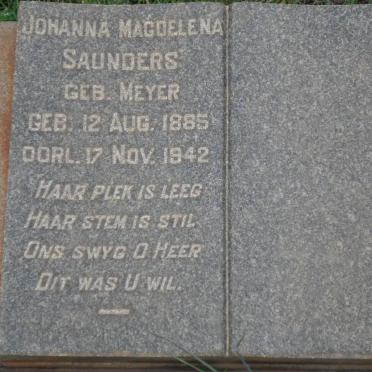 JOHANNA MAGDELENA
SAUNDERS
GEB. MEYER
GEB. 12 AUG. 1885
OORL. 17 NOV. 1942
HAAR PLEK IS LEEG
HAAR STEM IS STIL
ONS SWYG O HEER
DIT WAS U WIL.